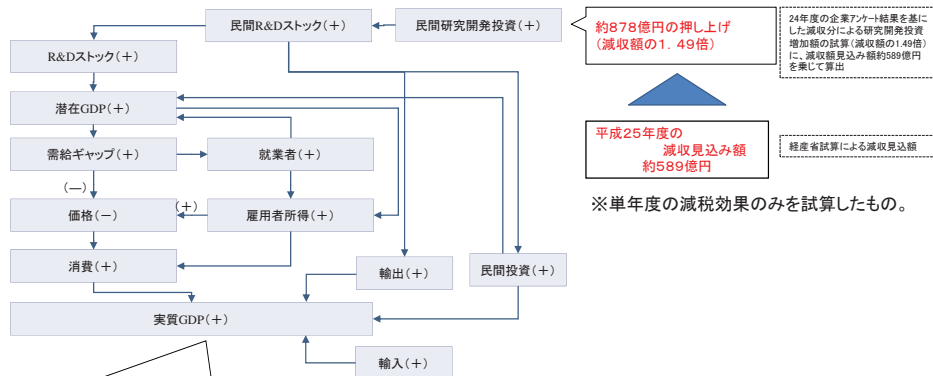 民間R&Dストック(+)
民間研究開発投資(+)
R&Dストック(+)
潜在GDP(+)
需給ギャップ(+)
就業者(+)
(-)
価格(-)
(+)
雇用者所得(+)
消費(+)
輸出(+)
民間投資(+)
実質GDP(+)
輸入(+)
約878億円の押し上げ
(減収額の1.49倍)
24年度の企業アンケート結果を基に
した減収分による研究開発投資
増加額の試算(減収額の1.49倍)
に、減収額見込み額約589億円
を乗じて算出
平成25年度の
減収見込み額
約589億円
経産省試算による減収見込額
※単年度の減税効果のみを試算したもの。